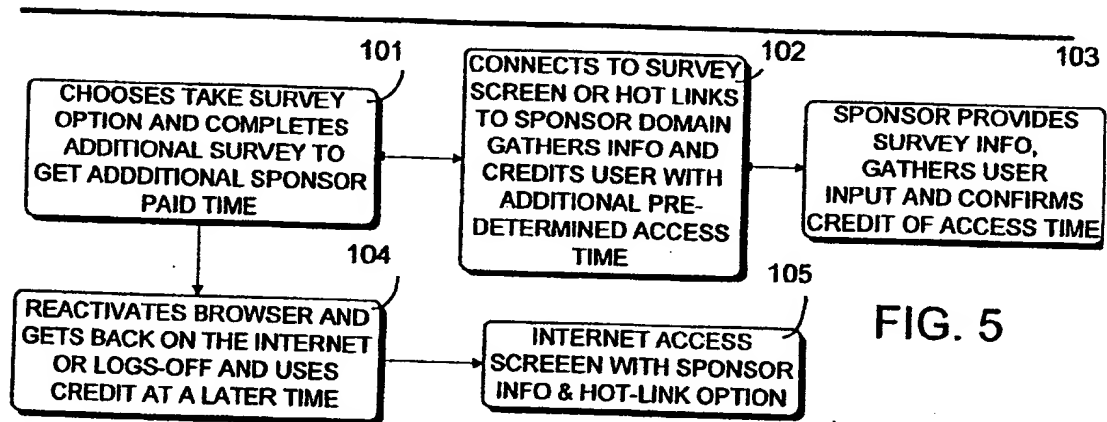 101
CHOOSES TAKE SURVEY
OPTION AND COMPLETES
ADDITIONAL SURVEY TO
GET ADDDITIONAL SPONSOR
PAID TIME
102
CONNECTS TO SURVEY
SCREEN OR HOT LINKS
TO SPONSOR DOMAIN
GATHERS INFO AND
CREDITS USER WITH
ADDITIONAL PRE-
DETERMINED ACCESS
TIME
103
SPONSOR PROVIDES
SURVEY INFO,
GATHERS USER
INPUT AND CONFIRMS
CREDIT OF ACCESS TIME
104
REACTIVATES BROWSER AND
GETS BACK ON THE INTERNET
OR LOGS-OFF AND USES
CREDIT AT A LATER TIME
105
INTERNET ACCESS
SCREEEN WITH SPONSOR
INFO & HOT-LINK OPTION
FIG. 5